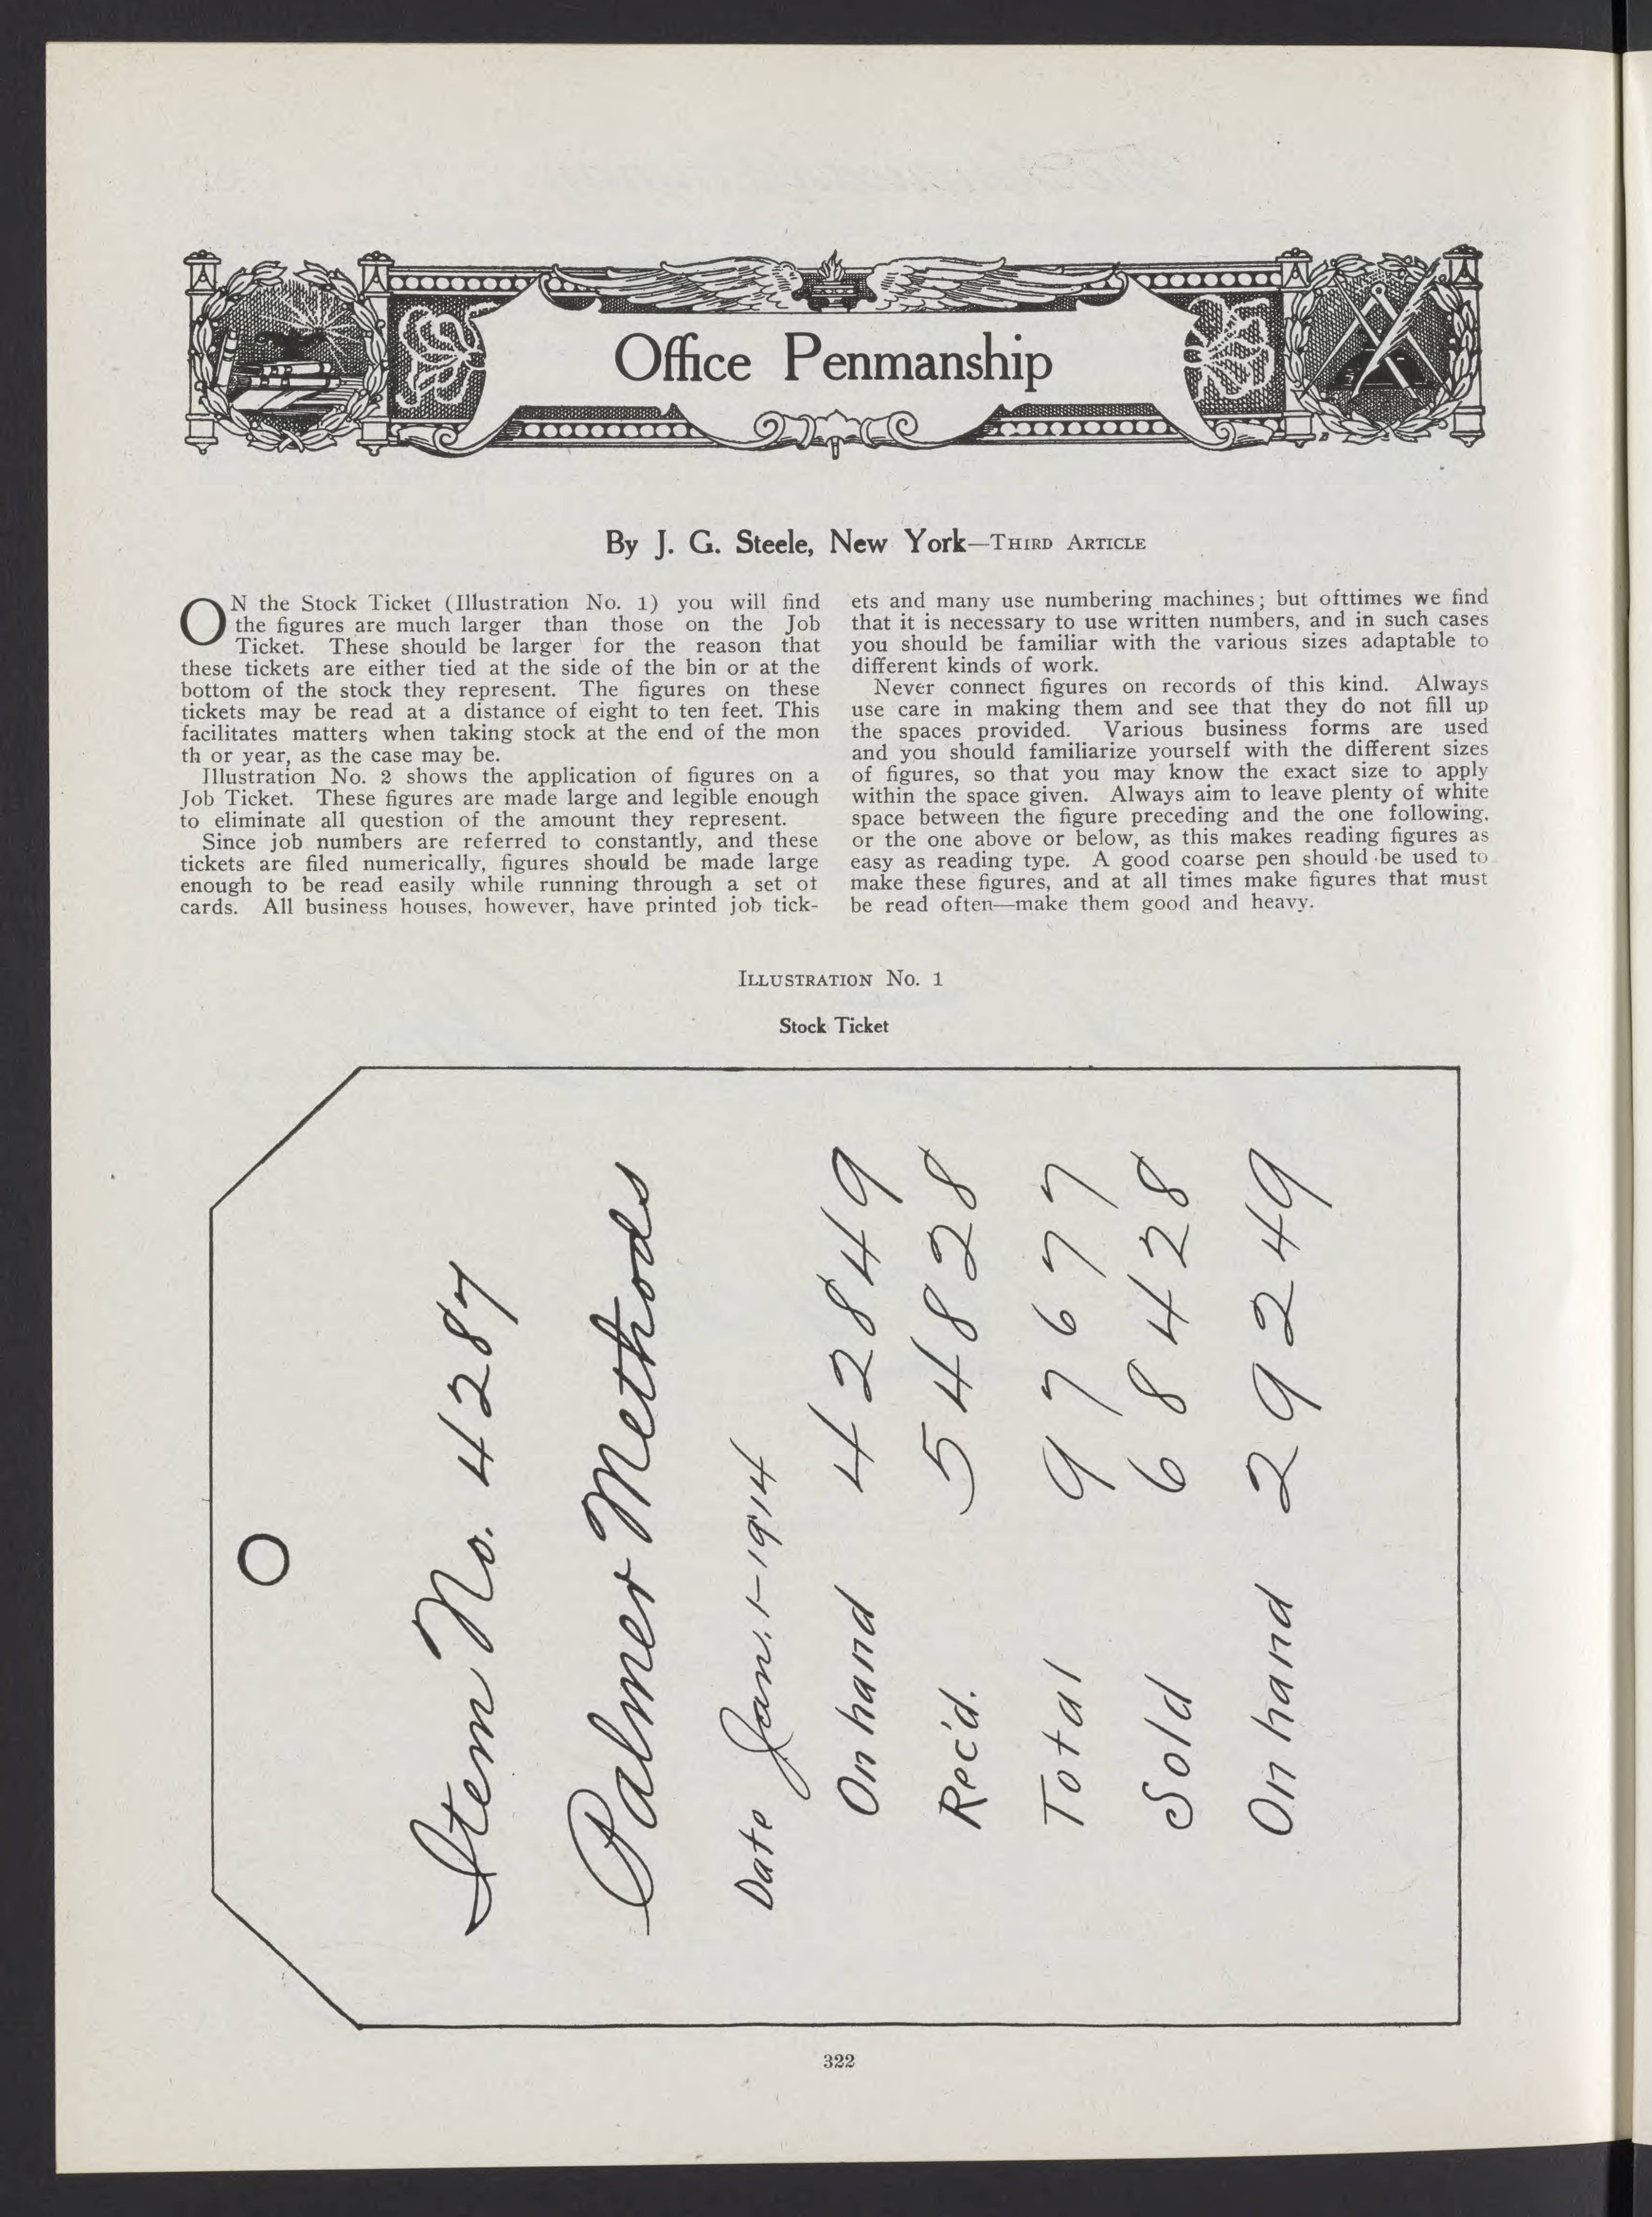 Office Penmanship
By J. G. Steele, New York—Third Article
ON the Stock Ticket (Illustration No. 1) you will find
the figures are much larger than those on the Job
Ticket. These should be larger for the reason that
these tickets are either tied at the side of the bin or at the
bottom of the stock they represent. The figures on these
tickets may be read at a distance of eight to ten feet. This
facilitates matters when taking stock at the end of the mon
th or year, as the case may be.
Illustration No. 2 shows the application of figures on a
Job Ticket. These figures are made large and legible enough
to eliminate all question of the amount they represent.
Since job numbers are referred to constantly, and these
tickets are filed numerically, figures should be made large
enough to be read easily while running through a set of
cards. All business houses, however, have printed job tick-
ets and many use numbering machines; but ofttimes we find
that it is necessary to use written numbers, and in such cases
you should be familiar with the various sizes adaptable to
different kinds of work.
Never connect figures on records of this kind. Always
use care in making them and see that they do not fill up
the spaces provided. Various business forms are used
and you should familiarize yourself with the different sizes
of figures, so that you may know the exact size to apply
within the space given. Always aim to leave plenty of white
space between the figure preceding and the one following,
or the one above or below, as this makes reading figures as
easy as reading type. A good coarse pen should be used to
make these figures, and at all times make figures that must
be read often—make them good and heavy.
Illustration No. 1
Stock Ticket
Item No. 4287
Palmer Methods
Date Jan. 1-1914
On hand 42849
Rec'd. 54828
Total 97677
Sold 68428
On hand 29249
322